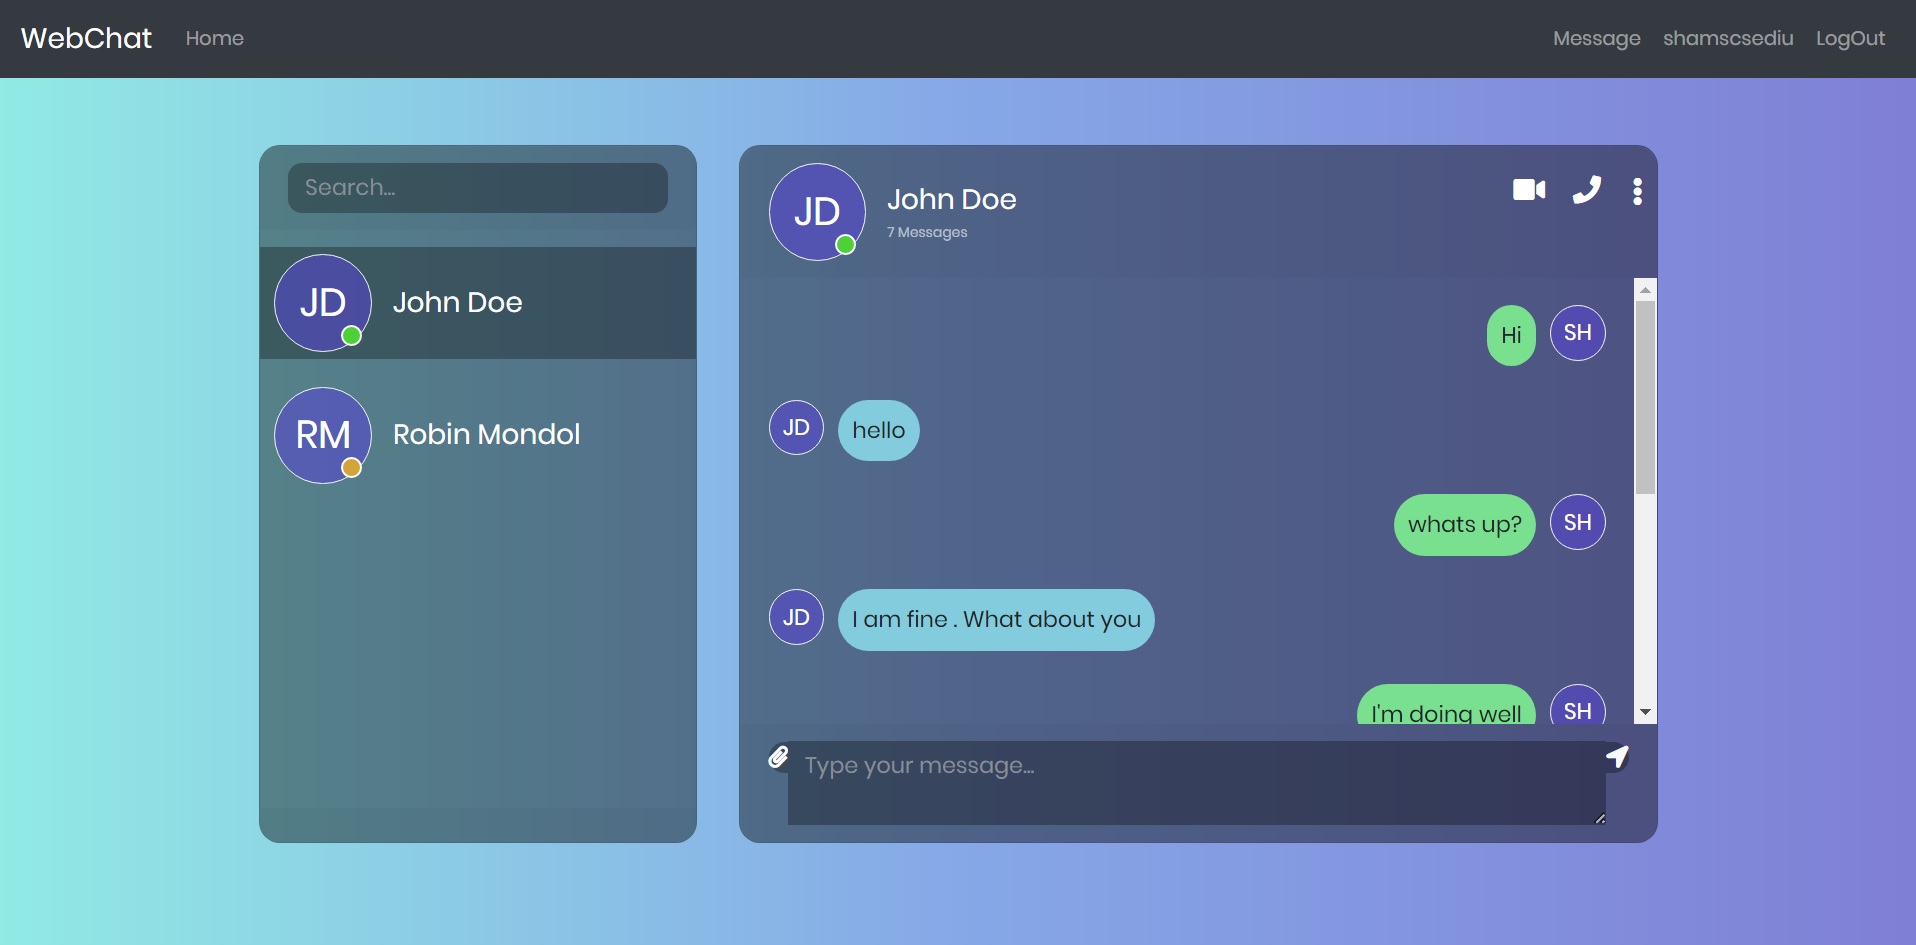 WebChat Home Message shamscsediu LogOut
Search...
JD John Doe
RM Robin Mondol
JD John Doe
7 Messages
Hi SH
JD hello
whats up? SH
JD I am fine . What about you
I'm doing well SH
Type your message...